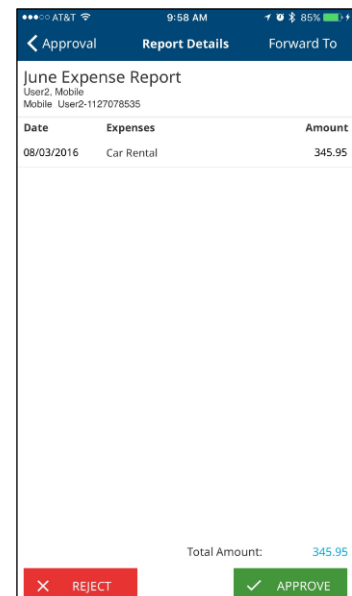 AT&T 9:58 AM 85%
Approval Report Details Forward To
June Expense Report
User2, Mobile
Mobile User2-1127078535
Date Expenses Amount
08/03/2016 Car Rental 345.95
Total Amount: 345.95
REJECT APPROVE